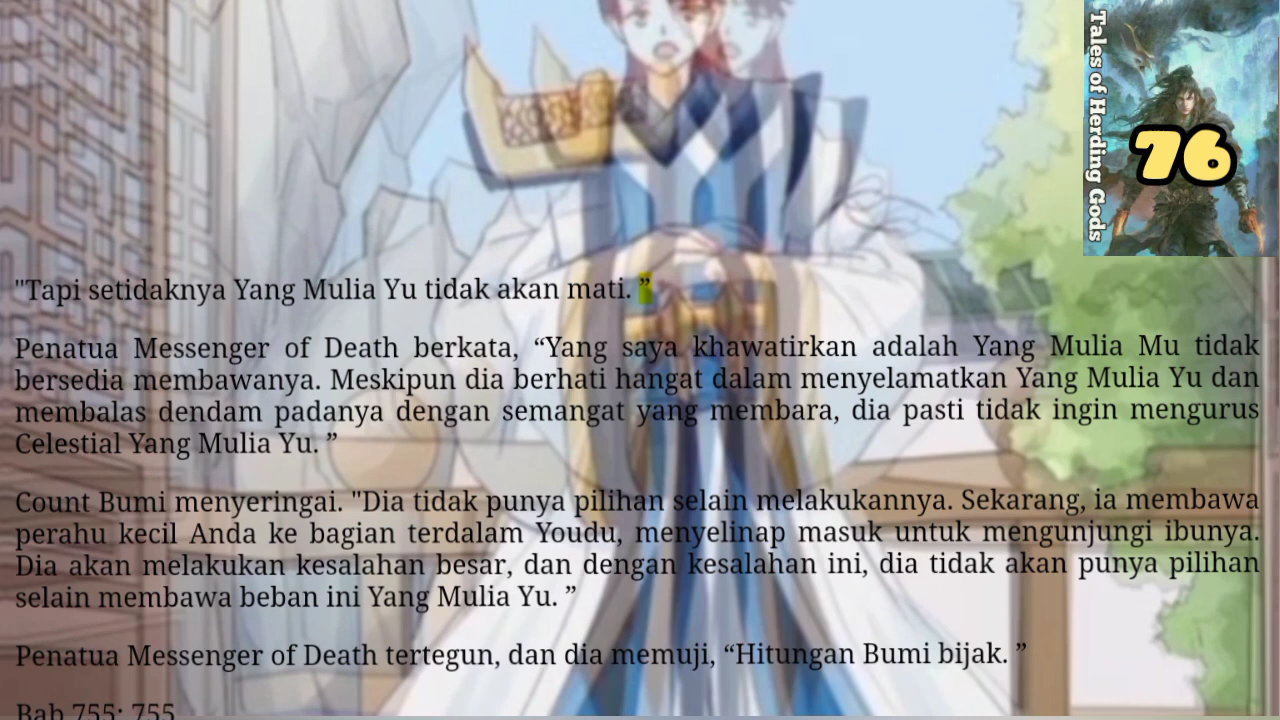 Tales of Herding Gods
76
"Tapi setidaknya Yang Mulia Yu tidak akan mati. ”
Penatua Messenger of Death berkata, “Yang saya khawatirkan adalah Yang Mulia Mu tidak
bersedia membawanya. Meskipun dia berhati hangat dalam menyelamatkan Yang Mulia Yu dan
membalas dendam padanya dengan semangat yang membara, dia pasti tidak ingin mengurus
Celestial Yang Mulia Yu. ”
Count Bumi menyeringai. "Dia tidak punya pilihan selain melakukannya. Sekarang, ia membawa
perahu kecil Anda ke bagian terdalam Youdu, menyelinap masuk untuk mengunjungi ibunya.
Dia akan melakukan kesalahan besar, dan dengan kesalahan ini, dia tidak akan punya pilihan
selain membawa beban ini Yang Mulia Yu. ”
Penatua Messenger of Death tertegun, dan dia memuji, “Hitungan Bumi bijak. ”
Bab 755: 755